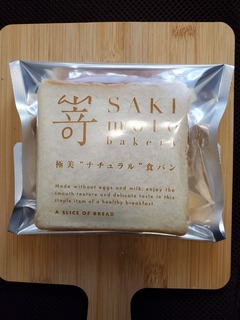 嵜 SAKI
mote
bakery
極美 "ナチュラル" 食パン
Made without eggs and milk, enjoy the
smooth texture and delicate taste in this
simple item of a healthy breakfast.
A SLICE OF BREAD